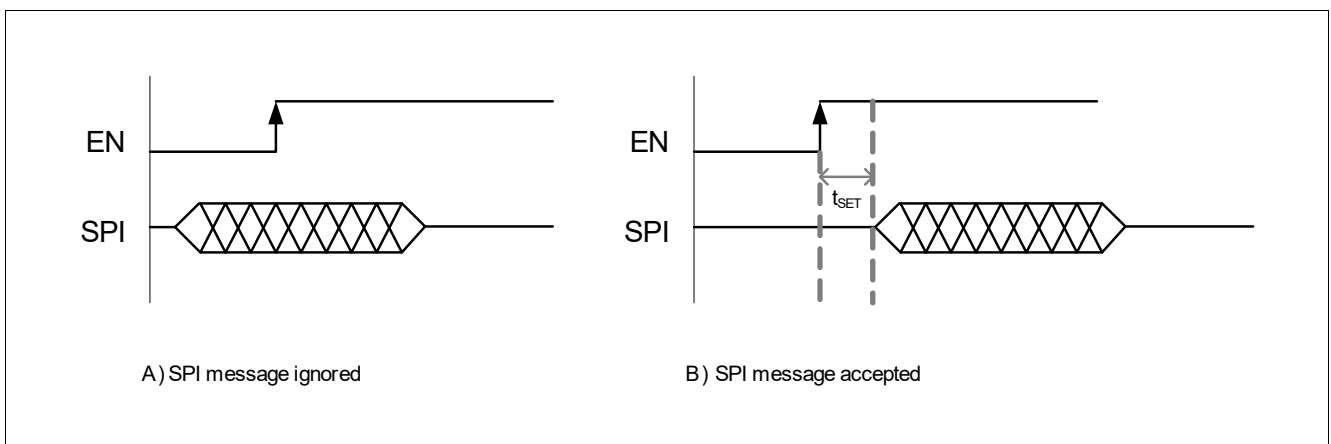 EN
SPI
A) SPI message ignored
EN
tSET
SPI
B) SPI message accepted